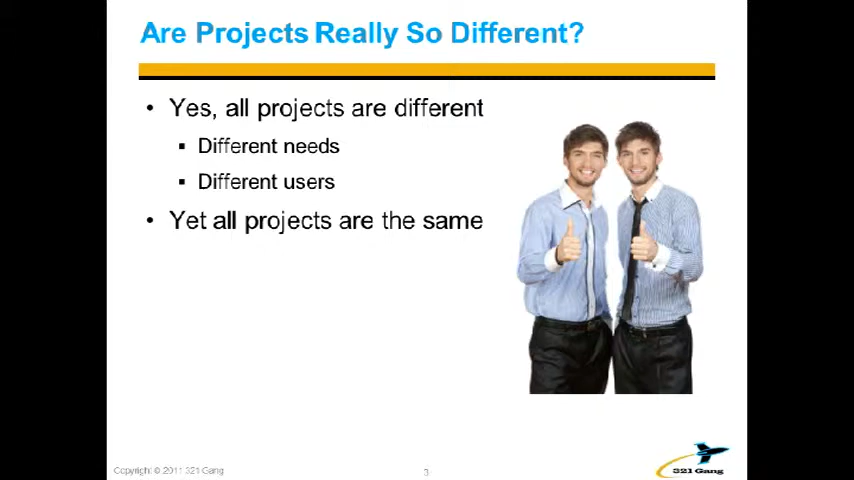 Are Projects Really So Different?
• Yes, all projects are different
▪ Different needs
▪ Different users
• Yet all projects are the same
Copyright © 2011 321 Gang
3
321 Gang